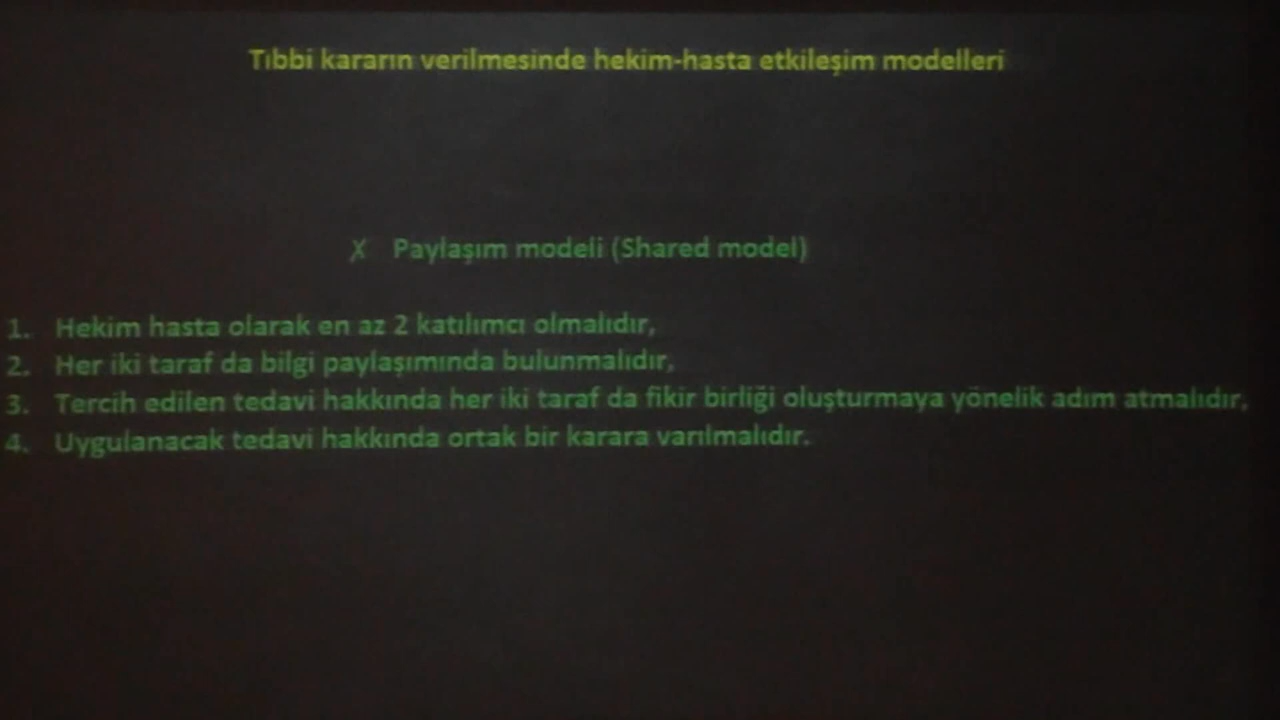 Tıbbi kararın verilmesinde hekim-hasta etkileşim modelleri
X Paylaşım modeli (Shared model)
1. Hekim hasta olarak en az 2 katılımcı olmalıdır,
2. Her iki taraf da bilgi paylaşımında bulunmalıdır,
3. Tercih edilen tedavi hakkında her iki taraf da fikir birliği oluşturmaya yönelik adım atmalıdır,
4. Uygulanacak tedavi hakkında ortak bir karara varılmalıdır.